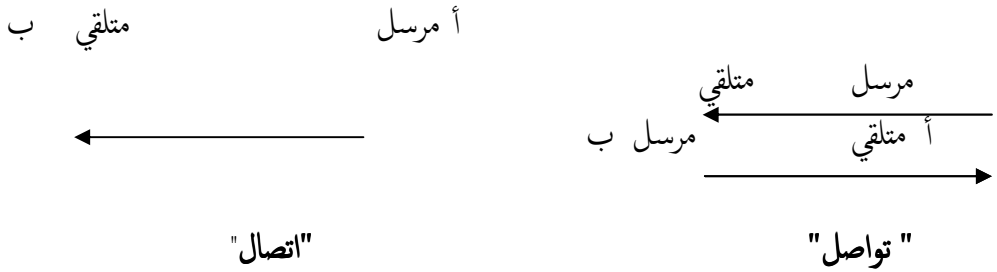 أ مرسل متلقي ب
مرسل متلقي
أ متلقي مرسل ب
"تواصل" "اتصال"